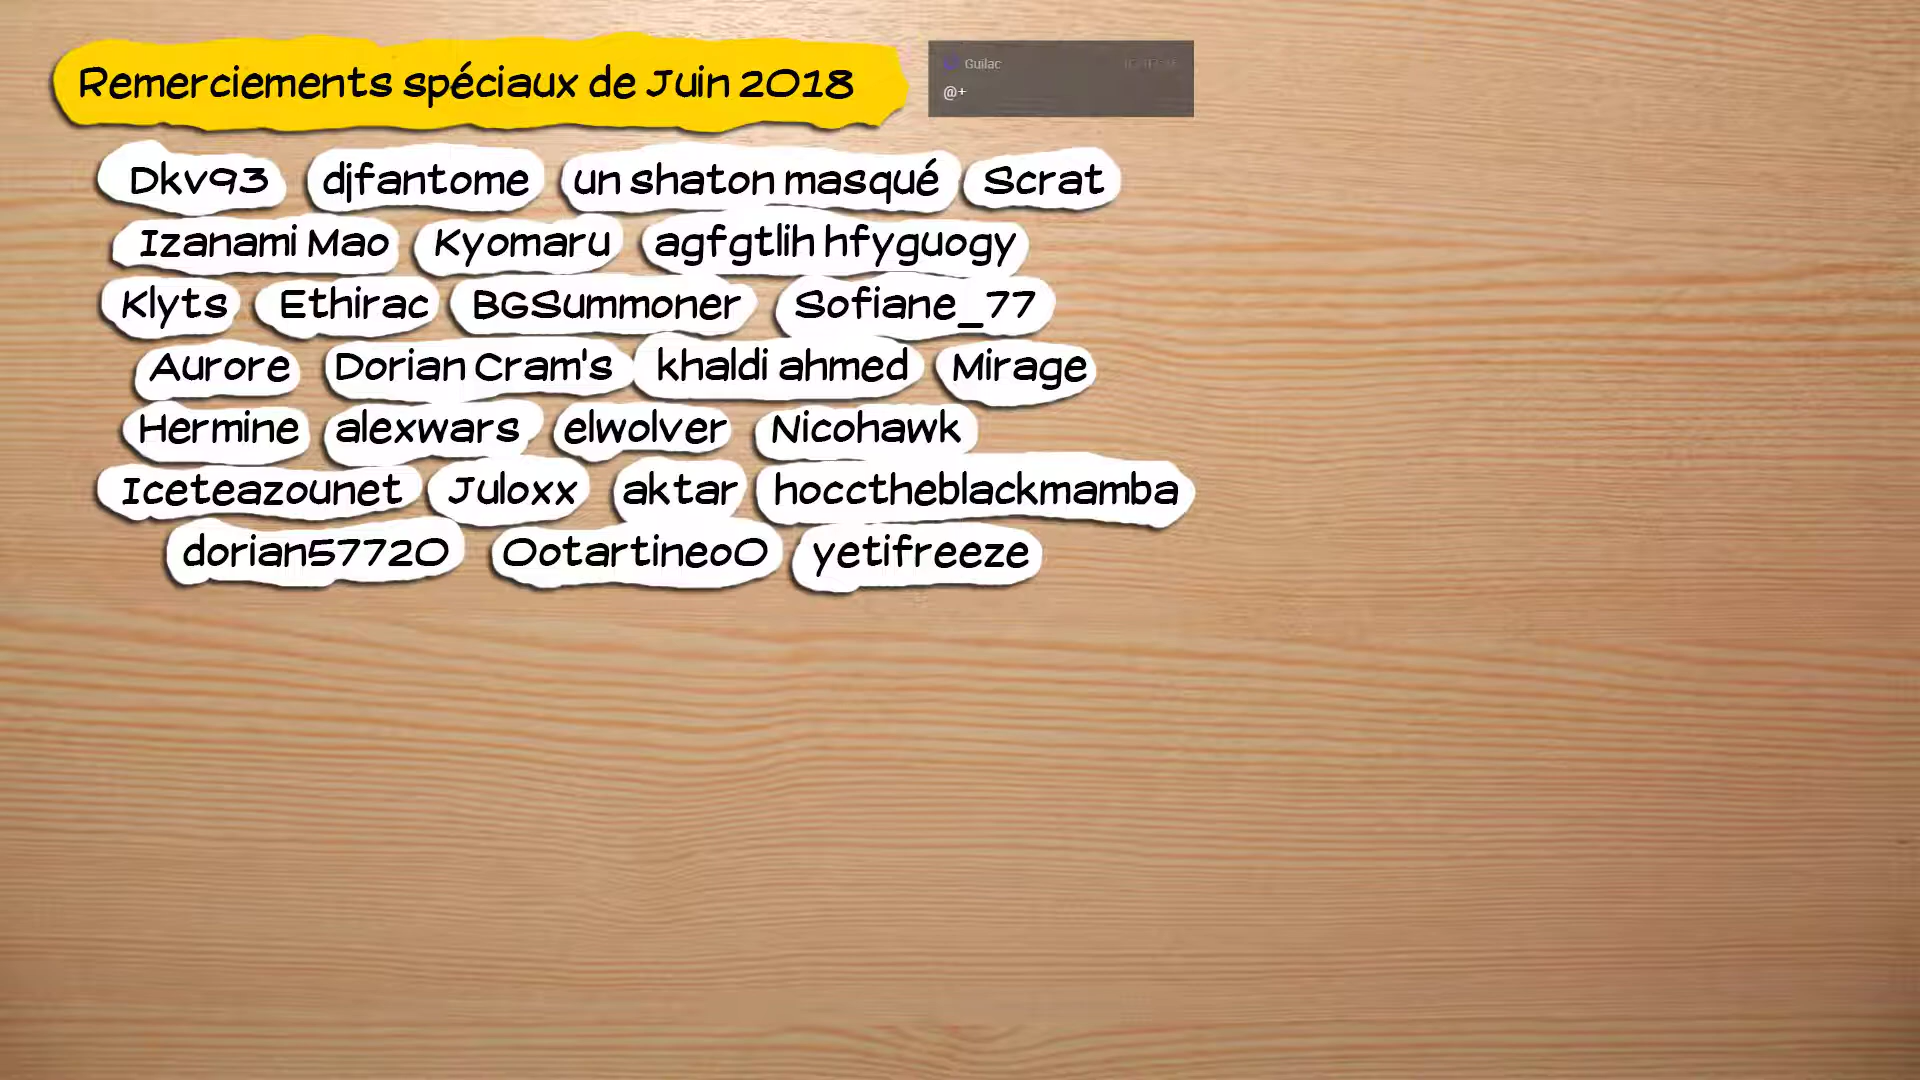 Remerciements spéciaux de Juin 2018
Guilac
@+
Dkv93 djfantome un shaton masqué Scrat
Izanami Mao Kyomaru agfgtlih hfyguogy
Klyts Ethirac BGSummoner Sofiane_77
Aurore Dorian Cram's khaldi ahmed Mirage
Hermine alexwars elwolver Nicohawk
Iceteazounet Juloxx aktar hocctheblackmamba
dorian57720 OotartineoO yetifreeze